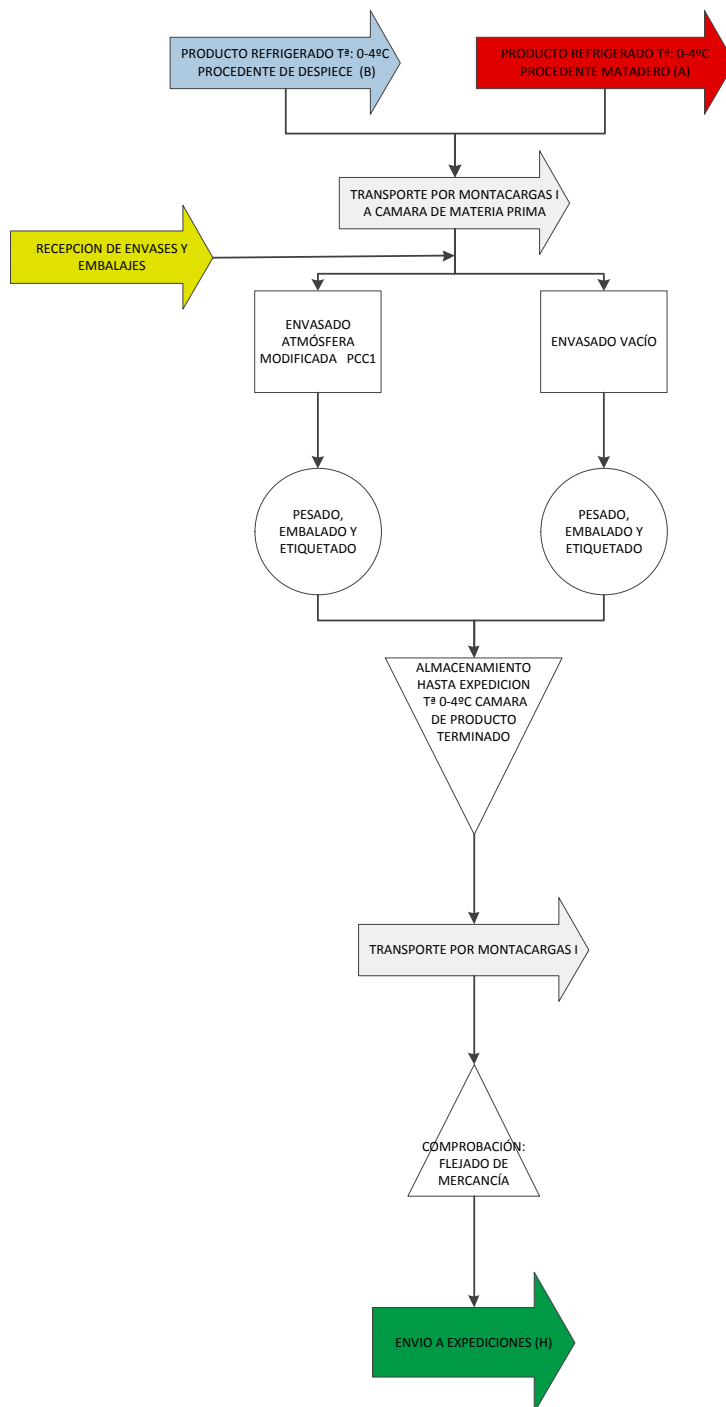 PRODUCTO REFRIGERADO Tª: 0-4ºC
PROCEDENTE DE DESPIECE (B)
PRODUCTO REFRIGERADO Tª: 0-4ºC
PROCEDENTE MATADERO (A)
TRANSPORTE POR MONTACARGAS I
A CAMARA DE MATERIA PRIMA
RECEPCION DE ENVASES Y
EMBALAJES
ENVASADO
ATMÓSFERA
MODIFICADA PCC1
ENVASADO VACÍO
PESADO,
EMBALADO Y
ETIQUETADO
PESADO,
EMBALADO Y
ETIQUETADO
ALMACENAMIENTO
HASTA EXPEDICION
Tª 0-4ºC CAMARA
DE PRODUCTO
TERMINADO
TRANSPORTE POR MONTACARGAS I
COMPROBACIÓN:
FLEJADO DE
MERCANCÍA
ENVIO A EXPEDICIONES (H)